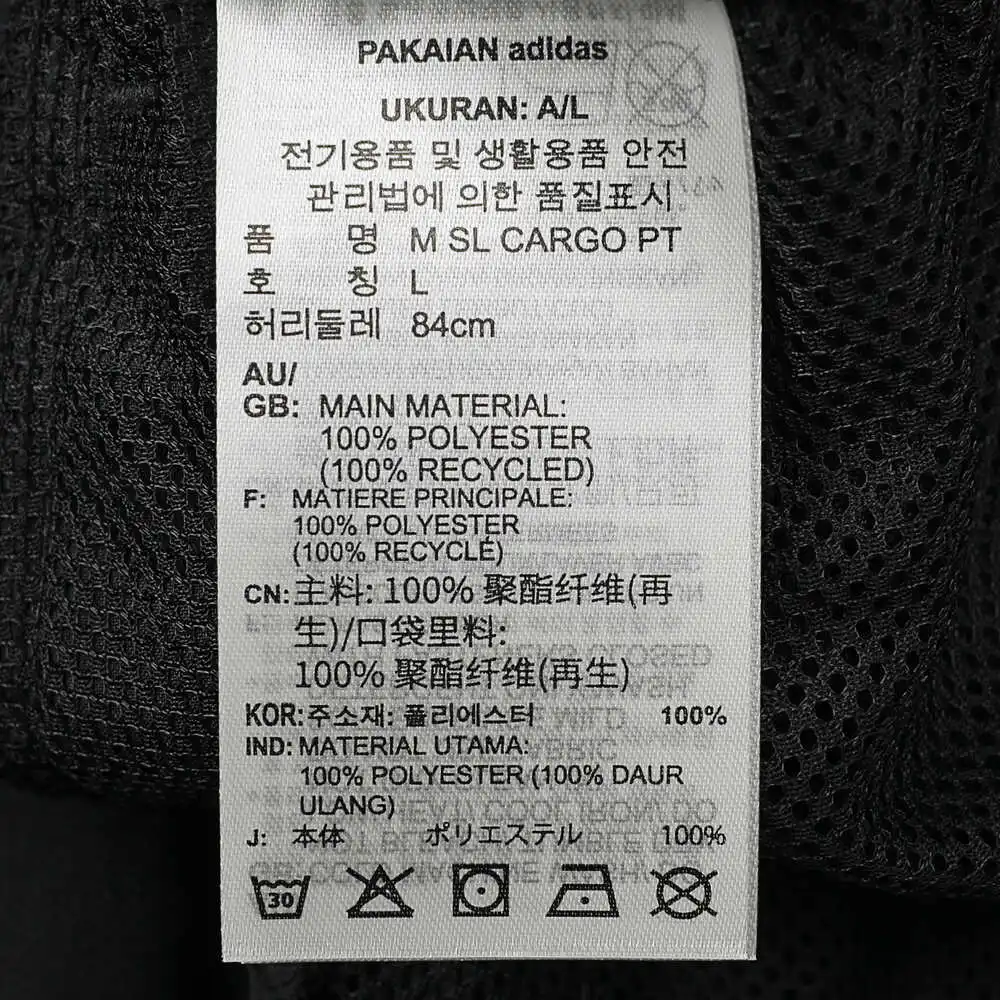 PAKAIAN adidas
UKURAN: A/L
전기용품 및 생활용품 안전
관리법에 의한 품질표시
품 명 M SL CARGO PT
호 칭 L
허리둘레 84cm
AU/
GB: MAIN MATERIAL:
100% POLYESTER
(100% RECYCLED)
F: MATIERE PRINCIPALE:
100% POLYESTER
(100% RECYCLÉ)
CN: 主料: 100% 聚酯纤维(再
生)/口袋里料:
100% 聚酯纤维(再生)
KOR: 주소재: 폴리에스터 100%
IND: MATERIAL UTAMA:
100% POLYESTER (100% DAUR
ULANG)
J: 本体 ポリエステル 100%
30